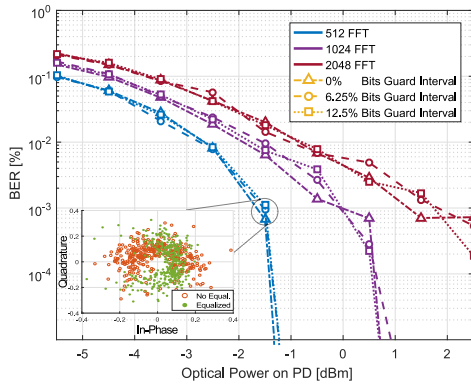 10^0
10^-1
10^-2
10^-3
10^-4
BER [%]
512 FFT
1024 FFT
2048 FFT
0% Bits Guard Interval
6.25% Bits Guard Interval
12.5% Bits Guard Interval
Quadrature
0.4
0.2
0
-0.2
-0.4
-0.4
-0.2
0
0.2
0.4
No Equal.
Equalized
In-Phase
-5
-4
-3
-2
-1
0
1
2
Optical Power on PD [dBm]